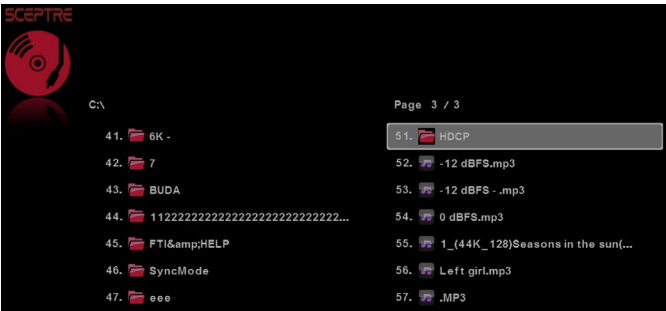 SCEPTRE
C:\
Page 3 / 3
41. 6K -
42. 7
43. BUDA
44. 11222222222222222222222222222...
45. FTI&amp;HELP
46. SyncMode
47. eee
51. HDCP
52. -12 dBFS.mp3
53. -12 dBFS - .mp3
54. 0 dBFS.mp3
55. 1_(44K_128)Seasons in the sun(...
56. Left girl.mp3
57. .MP3